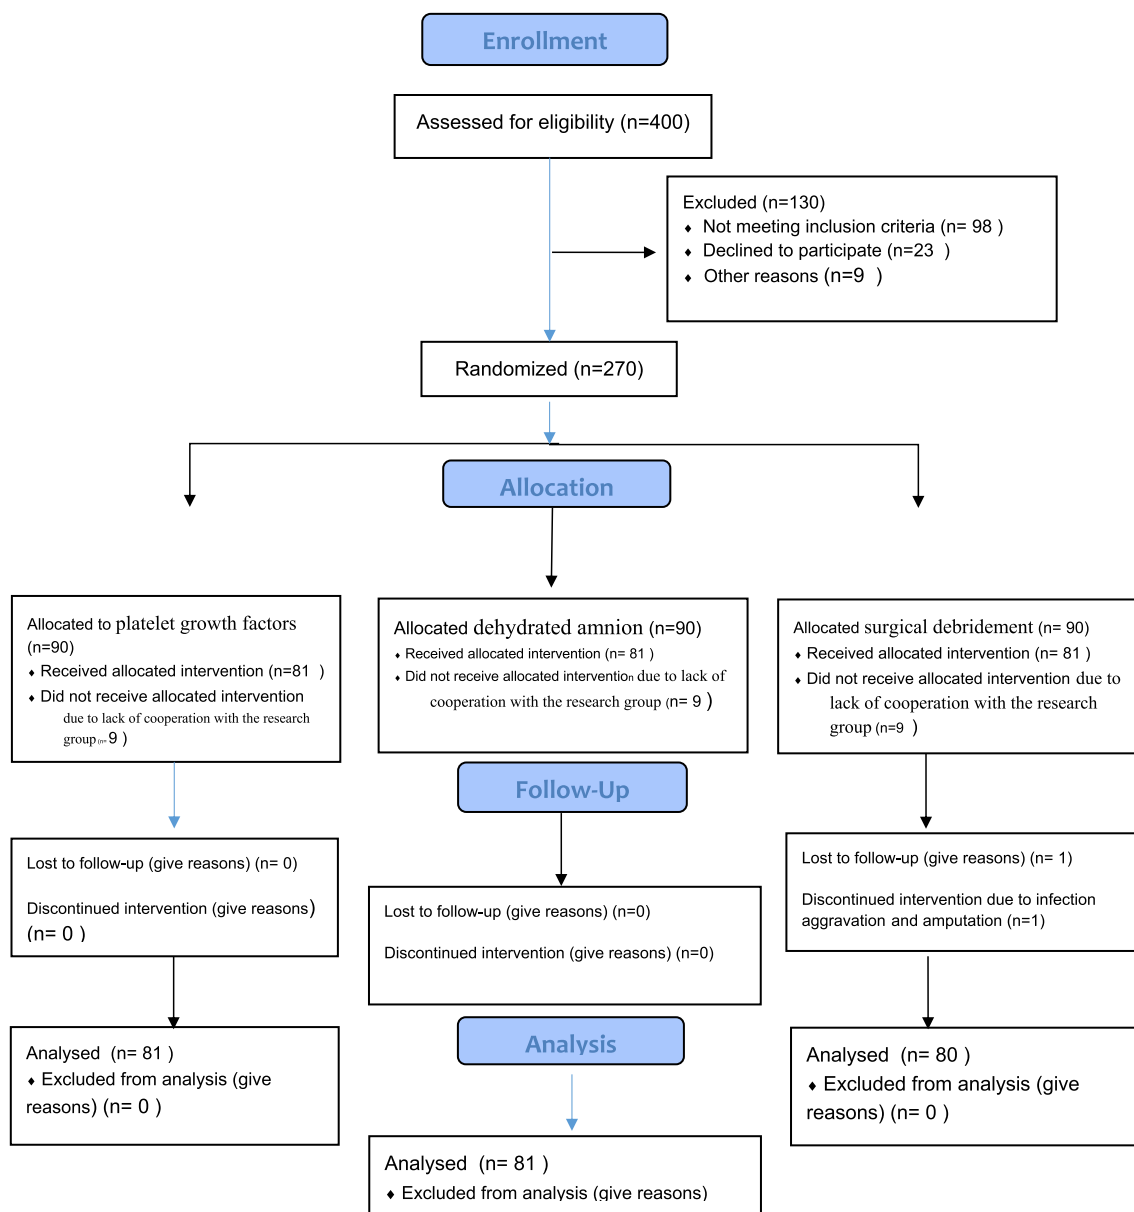 Enrollment
Assessed for eligibility (n=400)
Excluded (n=130)
♦ Not meeting inclusion criteria (n= 98 )
♦ Declined to participate (n=23 )
♦ Other reasons (n=9 )
Randomized (n=270)
Allocation
Allocated to platelet growth factors
(n=90)
♦ Received allocated intervention (n=81 )
♦ Did not receive allocated intervention
due to lack of cooperation with the research
group (n= 9 )
Allocated dehydrated amnion (n=90)
♦ Received allocated intervention (n= 81 )
♦ Did not receive allocated intervention due to lack of
cooperation with the research group (n= 9 )
Allocated surgical debridement (n= 90)
♦ Received allocated intervention (n= 81 )
♦ Did not receive allocated intervention due to
lack of cooperation with the research
group (n=9 )
Follow-Up
Lost to follow-up (give reasons) (n= 0)
Discontinued intervention (give reasons)
(n= 0 )
Lost to follow-up (give reasons) (n=0)
Discontinued intervention (give reasons) (n=0)
Lost to follow-up (give reasons) (n= 1)
Discontinued intervention due to infection
aggravation and amputation (n=1)
Analysis
Analysed (n= 81 )
♦ Excluded from analysis (give
reasons) (n= 0 )
Analysed (n= 81 )
♦ Excluded from analysis (give reasons)
Analysed (n= 80 )
♦ Excluded from analysis (give
reasons) (n= 0 )